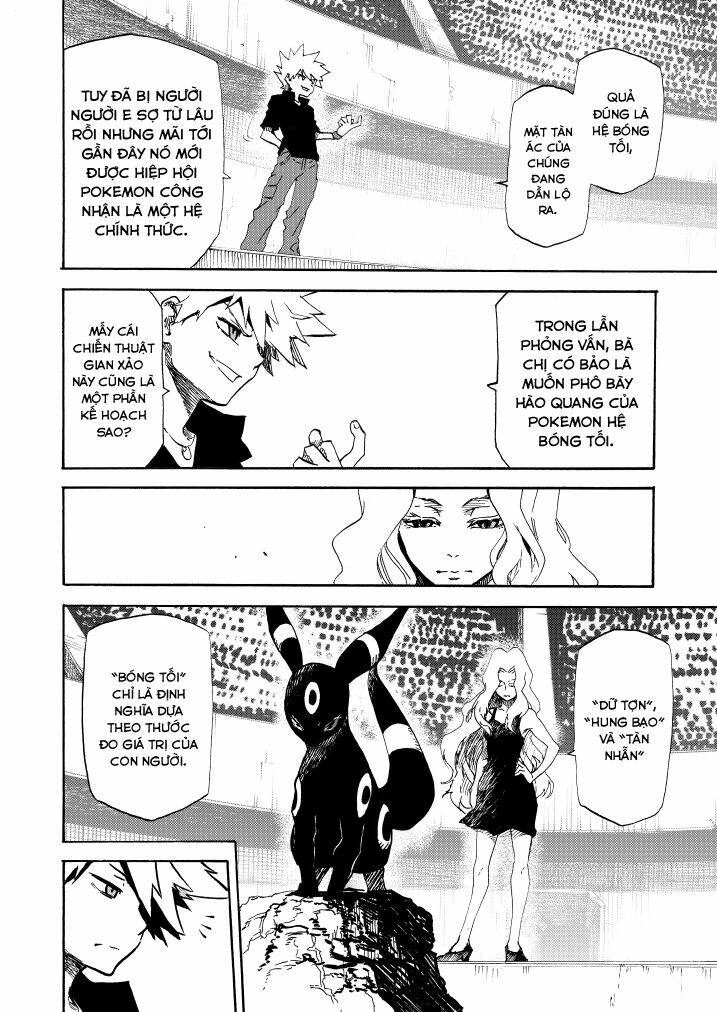 QUẢ
ĐÚNG LÀ
HỆ BÓNG
TỐI,
MẶT TÀN
ÁC CỦA
CHÚNG
ĐANG
DẦN LỘ
RA.
TUY ĐÃ BỊ NGƯỜI
NGƯỜI E SỢ TỪ LÂU
RỒI NHƯNG MÃI TỚI
GẦN ĐÂY NÓ MỚI
ĐƯỢC HIỆP HỘI
POKEMON CÔNG
NHẬN LÀ MỘT HỆ
CHÍNH THỨC.
TRONG LẦN
PHỎNG VẤN, BÀ
CHỊ CÓ BẢO LÀ
MUỐN PHÔ BÀY
HÀO QUANG CỦA
POKEMON HỆ
BÓNG TỐI.
MẤY CÁI
CHIẾN THUẬT
GIAN XẢO
NÀY CŨNG LÀ
MỘT PHẦN
KẾ HOẠCH
SAO?
"DỮ TỢN",
"HUNG BẠO"
VÀ "TÀN
NHẪN"
"BÓNG TỐI"
CHỈ LÀ ĐỊNH
NGHĨA DỰA
THEO THƯỚC
ĐO GIÁ TRỊ CỦA
CON NGƯỜI.